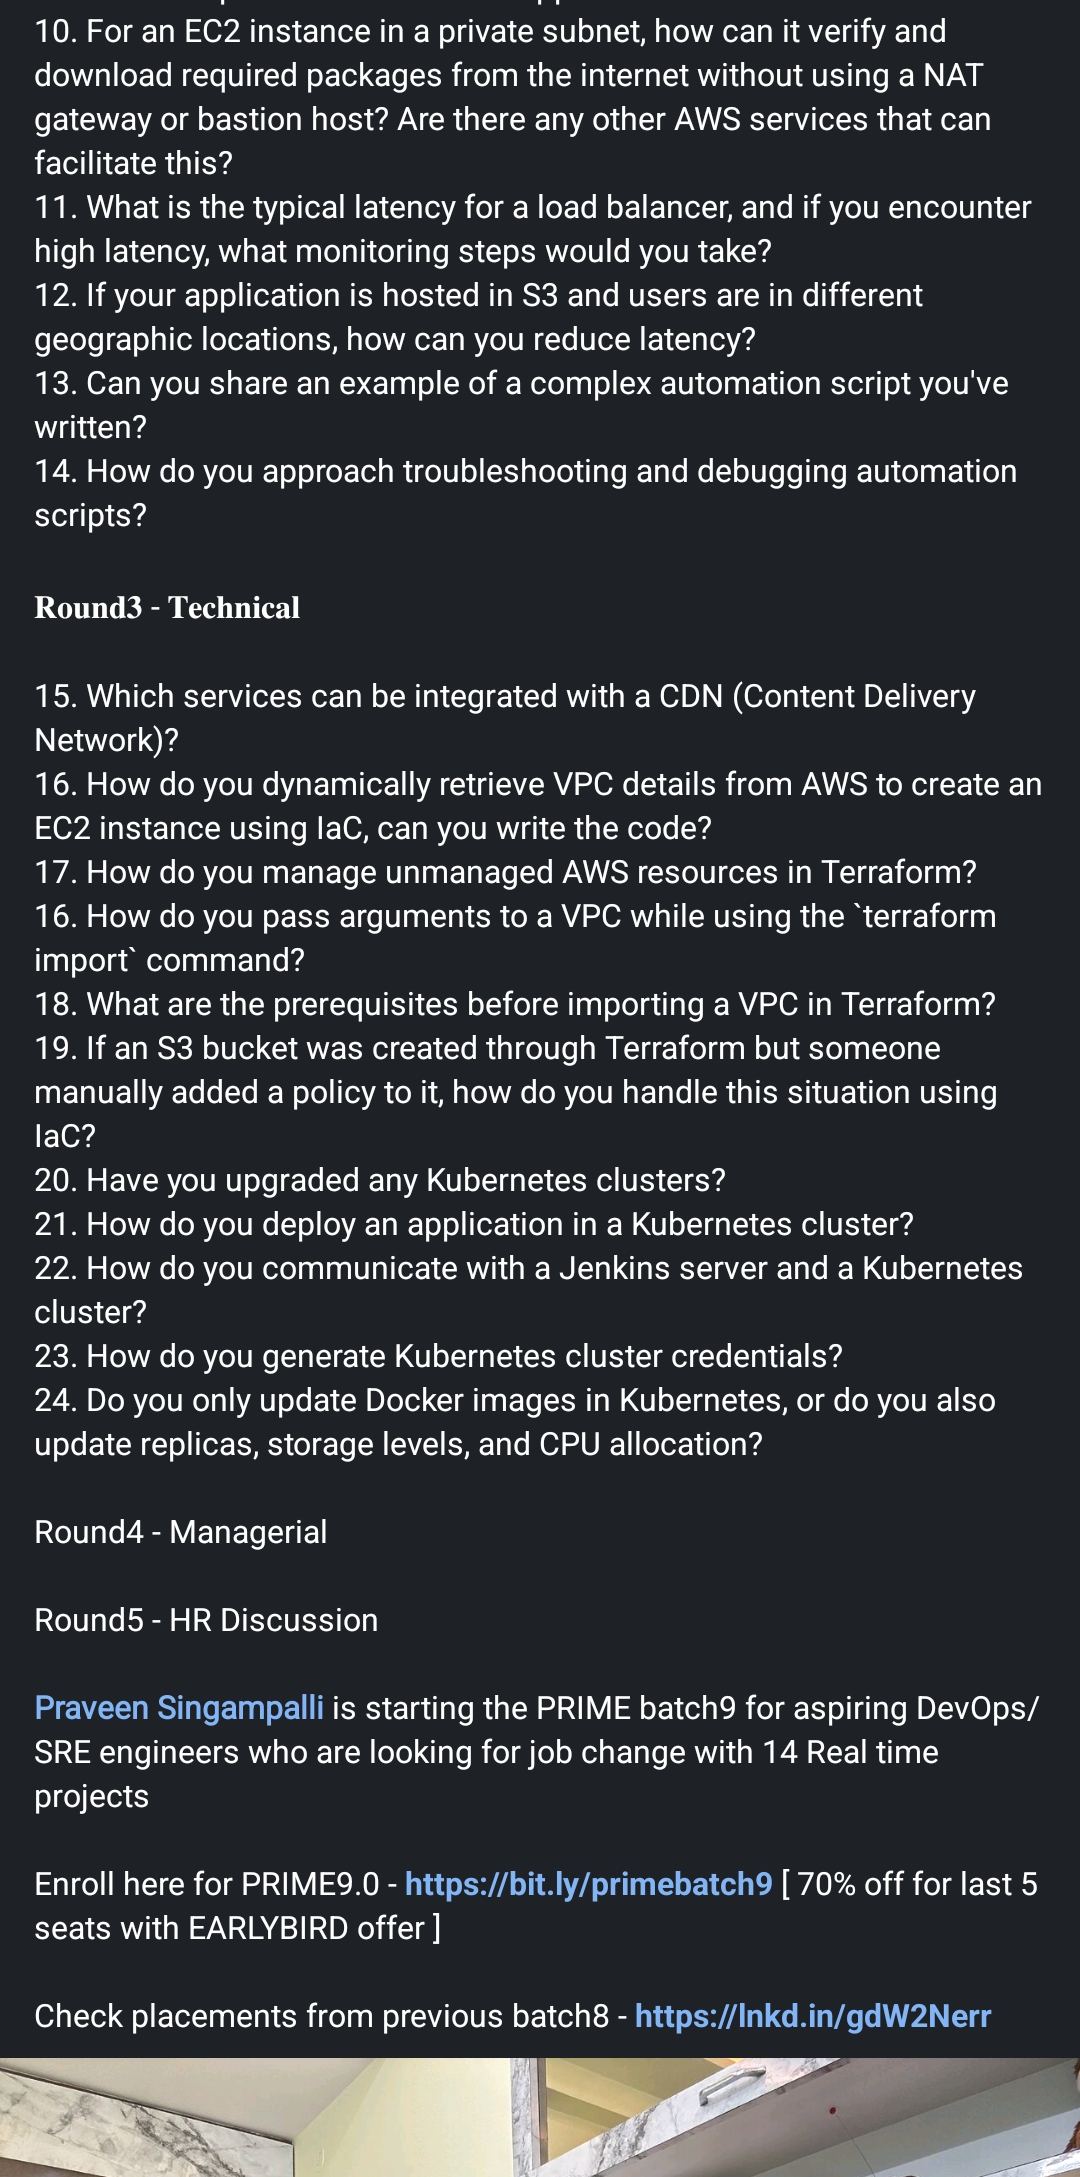 10. For an EC2 instance in a private subnet, how can it verify and
download required packages from the internet without using a NAT
gateway or bastion host? Are there any other AWS services that can
facilitate this?
11. What is the typical latency for a load balancer, and if you encounter
high latency, what monitoring steps would you take?
12. If your application is hosted in S3 and users are in different
geographic locations, how can you reduce latency?
13. Can you share an example of a complex automation script you've
written?
14. How do you approach troubleshooting and debugging automation
scripts?
Round3 - Technical
15. Which services can be integrated with a CDN (Content Delivery
Network)?
16. How do you dynamically retrieve VPC details from AWS to create an
EC2 instance using IaC, can you write the code?
17. How do you manage unmanaged AWS resources in Terraform?
16. How do you pass arguments to a VPC while using the `terraform
import` command?
18. What are the prerequisites before importing a VPC in Terraform?
19. If an S3 bucket was created through Terraform but someone
manually added a policy to it, how do you handle this situation using
IaC?
20. Have you upgraded any Kubernetes clusters?
21. How do you deploy an application in a Kubernetes cluster?
22. How do you communicate with a Jenkins server and a Kubernetes
cluster?
23. How do you generate Kubernetes cluster credentials?
24. Do you only update Docker images in Kubernetes, or do you also
update replicas, storage levels, and CPU allocation?
Round4 - Managerial
Round5 - HR Discussion
Praveen Singampalli is starting the PRIME batch9 for aspiring DevOps/
SRE engineers who are looking for job change with 14 Real time
projects
Enroll here for PRIME9.0 - https://bit.ly/primebatch9 [ 70% off for last 5
seats with EARLYBIRD offer ]
Check placements from previous batch8 - https://lnkd.in/gdW2Nerr